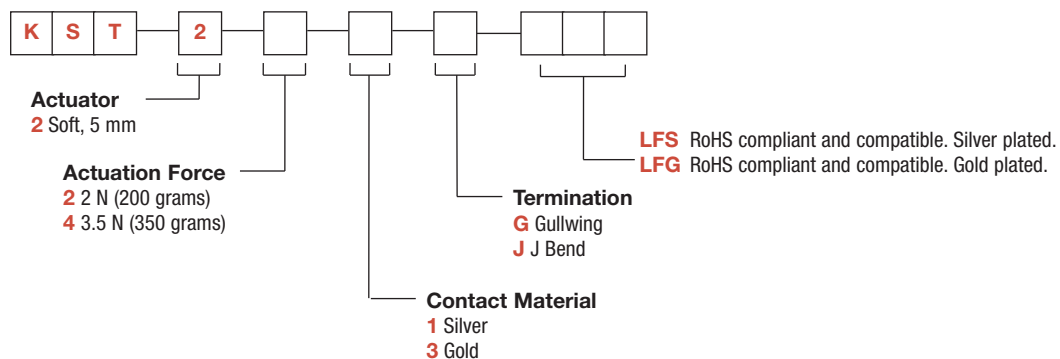 K S T 2
Actuator
2 Soft, 5 mm
Actuation Force
2 2 N (200 grams)
4 3.5 N (350 grams)
Contact Material
1 Silver
3 Gold
Termination
G Gullwing
J J Bend
LFS RoHS compliant and compatible. Silver plated.
LFG RoHS compliant and compatible. Gold plated.